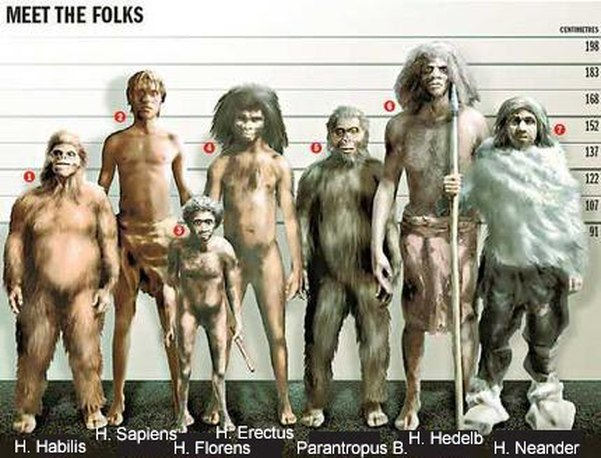 MEET THE FOLKS
CENTIMETRES
198
183
168
152
137
122
107
91
1
2
3
4
5
6
7
H. Habilis
H. Sapiens
H. Florens
H. Erectus
Parantropus B.
H. Hedelb
H. Neander